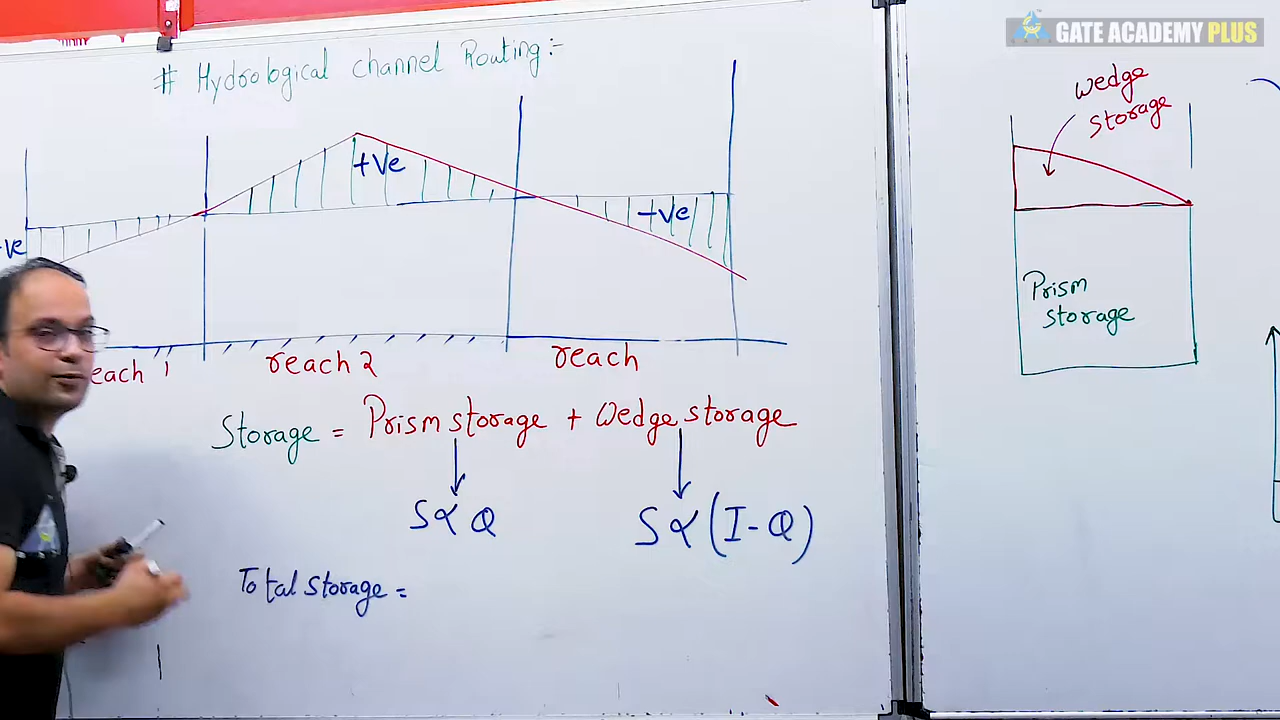 GATE ACADEMY PLUS
# Hydrological channel Routing:-
wedge
storage
+ve
+ve
ve
Prism
storage
each 1
reach 2
reach
Storage = Prism storage + Wedge storage
S∝Q
S∝(I-Q)
Total storage =